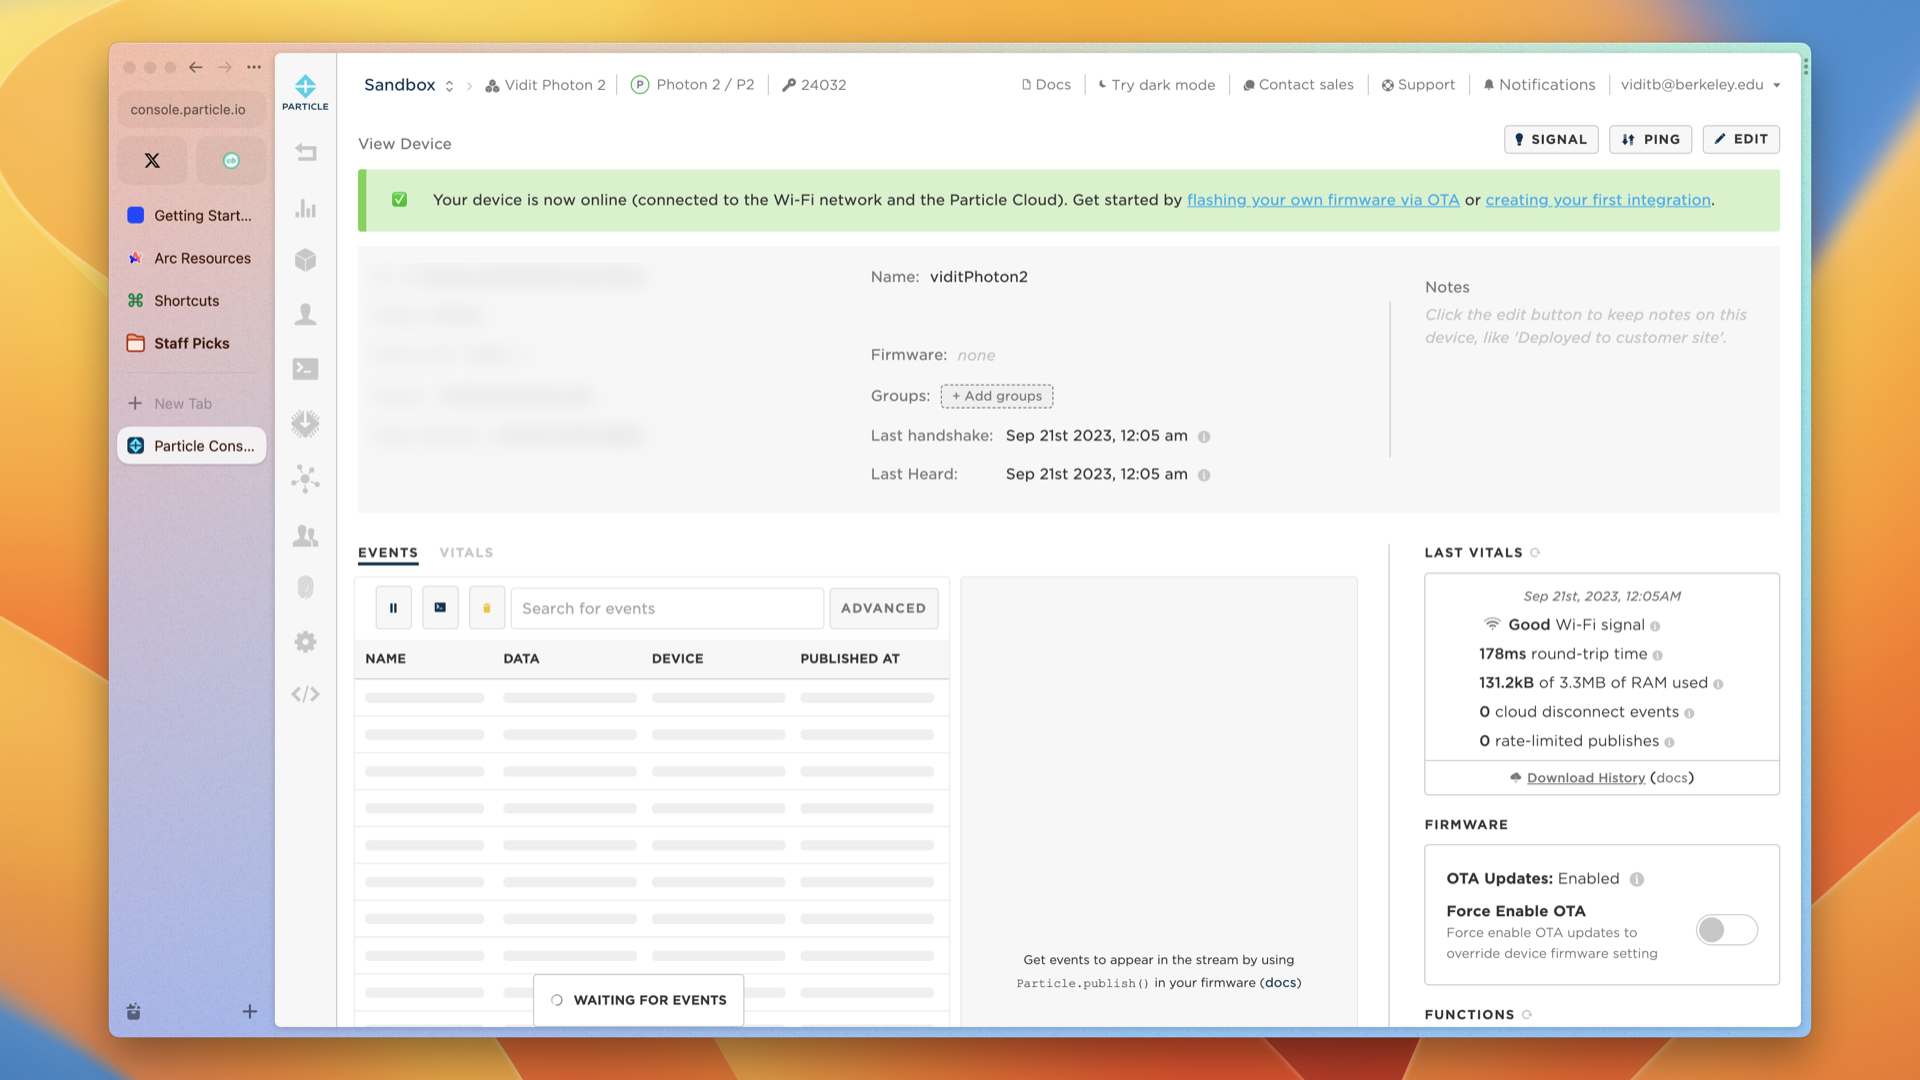 console.particle.io
Getting Start...
Arc Resources
Shortcuts
Staff Picks
New Tab
Particle Cons...
PARTICLE
Sandbox
Vidit Photon 2
P
Photon 2 / P2
24032
Docs
Try dark mode
Contact sales
Support
Notifications
viditb@berkeley.edu
View Device
SIGNAL
PING
EDIT
Your device is now online (connected to the Wi-Fi network and the Particle Cloud). Get started by flashing your own firmware via OTA or creating your first integration.
Name: viditPhoton2
Firmware: none
Groups: + Add groups
Last handshake: Sep 21st 2023, 12:05 am
Last Heard: Sep 21st 2023, 12:05 am
Notes
Click the edit button to keep notes on this
device, like 'Deployed to customer site'.
EVENTS
VITALS
Search for events
ADVANCED
NAME DATA DEVICE PUBLISHED AT
WAITING FOR EVENTS
Get events to appear in the stream by using
Particle.publish() in your firmware (docs)
LAST VITALS
Sep 21st, 2023, 12:05AM
Good Wi-Fi signal
178ms round-trip time
131.2kB of 3.3MB of RAM used
0 cloud disconnect events
0 rate-limited publishes
Download History (docs)
FIRMWARE
OTA Updates: Enabled
Force Enable OTA
Force enable OTA updates to
override device firmware setting
FUNCTIONS